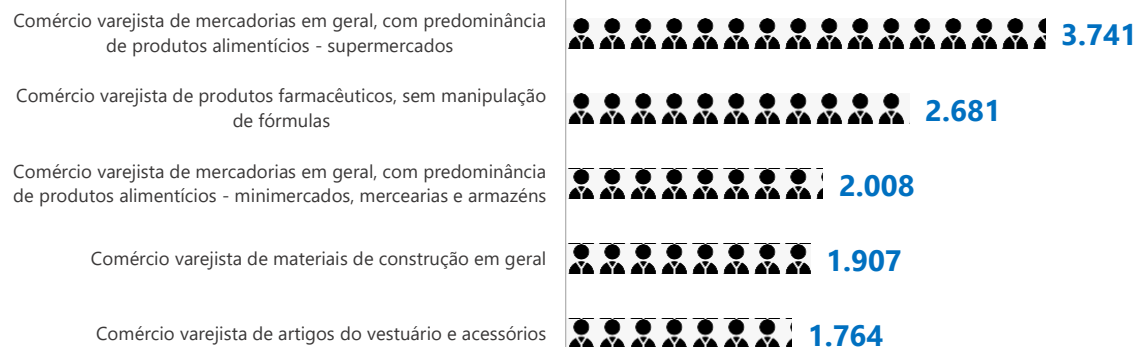 Comércio varejista de mercadorias em geral, com predominância
de produtos alimentícios - supermercados
3.741
Comércio varejista de produtos farmacêuticos, sem manipulação
de fórmulas
2.681
Comércio varejista de mercadorias em geral, com predominância
de produtos alimentícios - minimercados, mercearias e armazéns
2.008
Comércio varejista de materiais de construção em geral
1.907
Comércio varejista de artigos do vestuário e acessórios
1.764